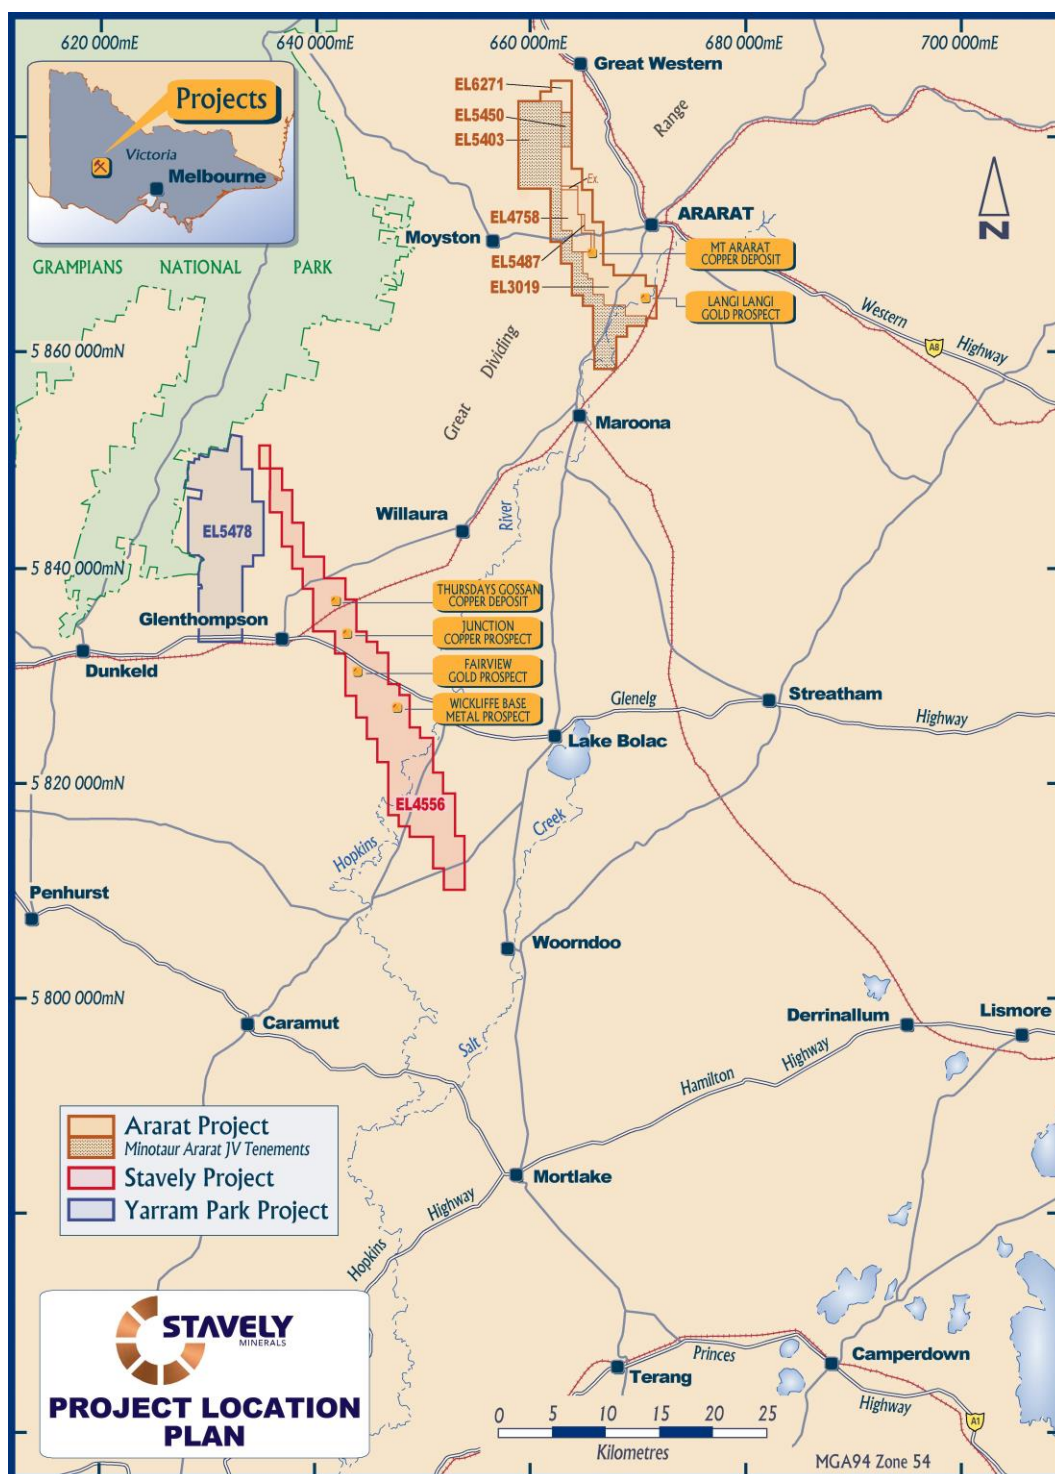 620 000mE
640 000mE
660 000mE
680 000mE
700 000mE
Projects
Victoria
Melbourne
Great Western
EL6271
EL5450
EL5403
Range
Ex.
EL4758
ARARAT
Moyston
EL5487
MT ARARAT
COPPER DEPOSIT
N
GRAMPIANS NATIONAL PARK
EL3019
LANGI LANGI
GOLD PROSPECT
Western
Highway
A8
Dividing
5 860 000mN
Great
Maroona
Willaura
River
EL5478
5 840 000mN
THURSDAYS GOSSAN
COPPER DEPOSIT
Glenthompson
JUNCTION
COPPER PROSPECT
Dunkeld
FAIRVIEW
GOLD PROSPECT
WICKLIFFE BASE
METAL PROSPECT
Glenelg
Streatham
Highway
Lake Bolac
5 820 000mN
EL4556
Creek
Hopkins
Penhurst
Woorndoo
5 800 000mN
Caramut
Derrinallum
Lismore
Salt
Highway
Hamilton
Ararat Project
Minotaur Ararat JV Tenements
Stavely Project
Yarram Park Project
Mortlake
Highway
Hopkins
STAVELY
MINERALS
PROJECT LOCATION
PLAN
Princes
Terang
Camperdown
Highway
A1
0 5 10 15 20 25
Kilometres
MGA94 Zone 54